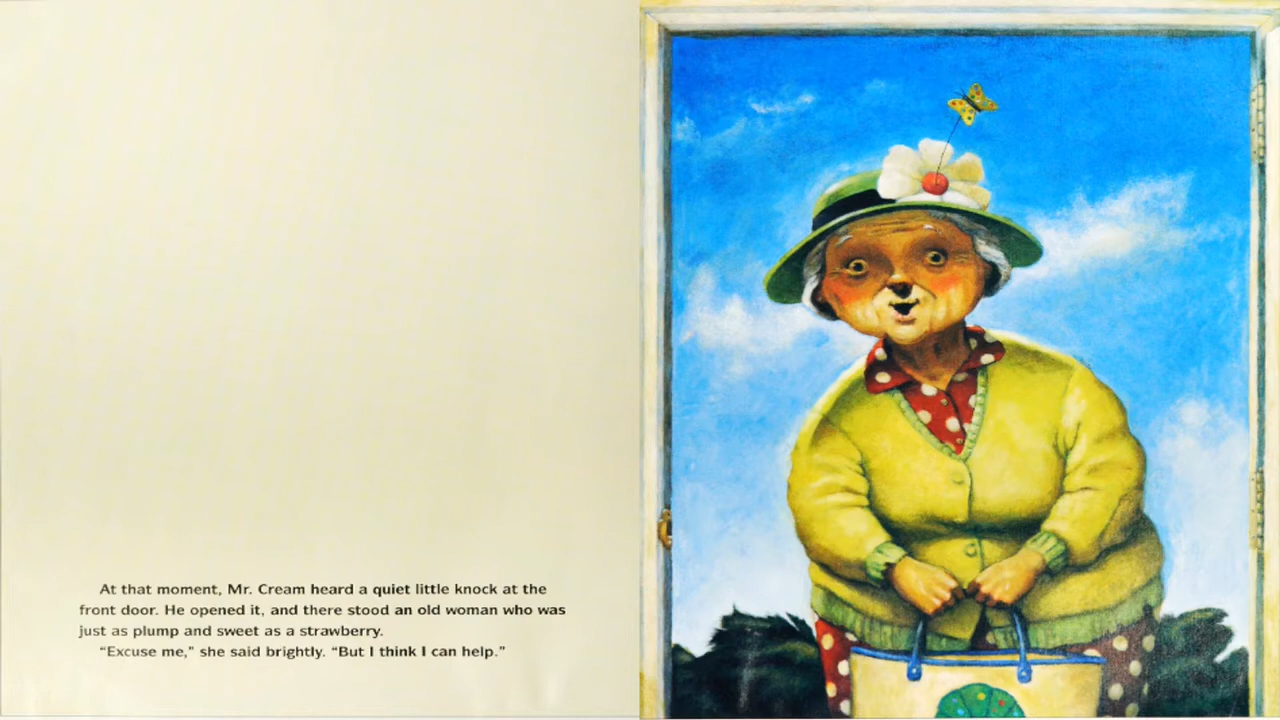 At that moment, Mr. Cream heard a quiet little knock at the
front door. He opened it, and there stood an old woman who was
just as plump and sweet as a strawberry.
“Excuse me,” she said brightly. “But I think I can help.”